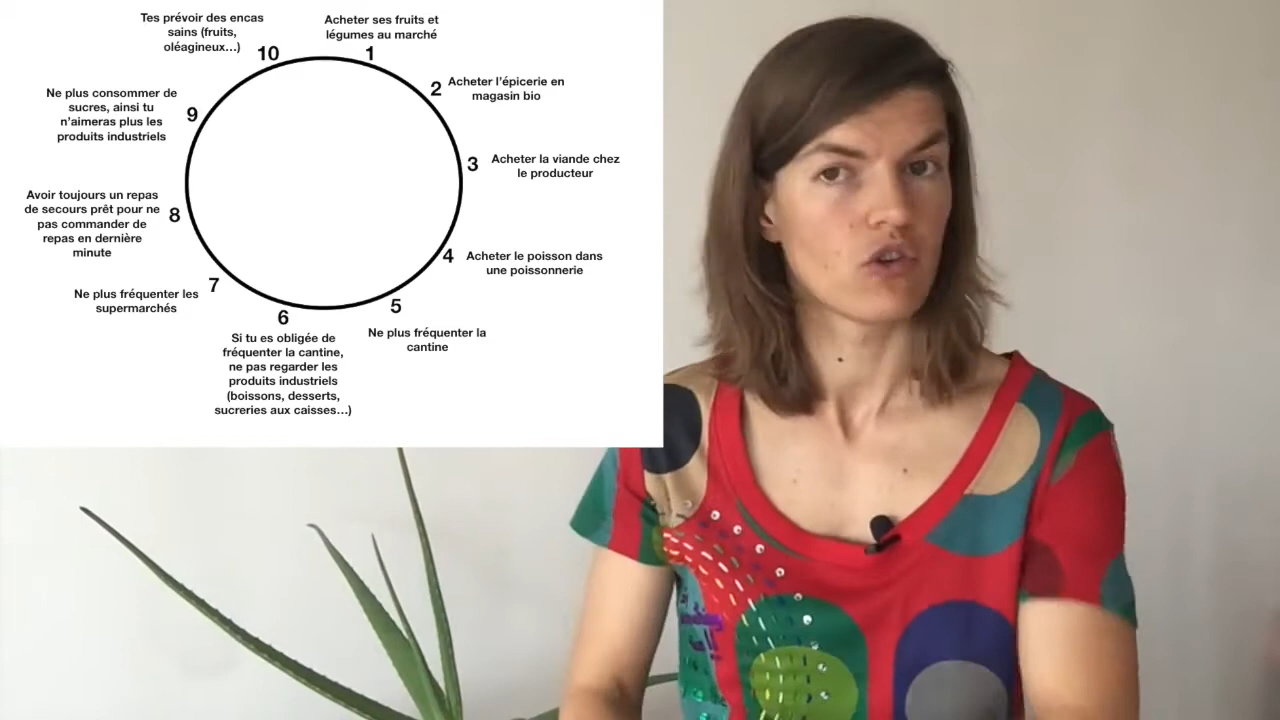 Tes prévoir des encas
sains (fruits,
oléagineux...)
10
Acheter ses fruits et
légumes au marché
1
2
Acheter l'épicerie en
magasin bio
3
Acheter la viande chez
le producteur
4
Acheter le poisson dans
une poissonnerie
5
Ne plus fréquenter la
cantine
6
Si tu es obligée de
fréquenter la cantine,
ne pas regarder les
produits industriels
(boissons, desserts,
sucreries aux caisses...)
7
Ne plus fréquenter les
supermarchés
8
Avoir toujours un repas
de secours prêt pour ne
pas commander de
repas en dernière
minute
9
Ne plus consommer de
sucres, ainsi tu
n'aimeras plus les
produits industriels